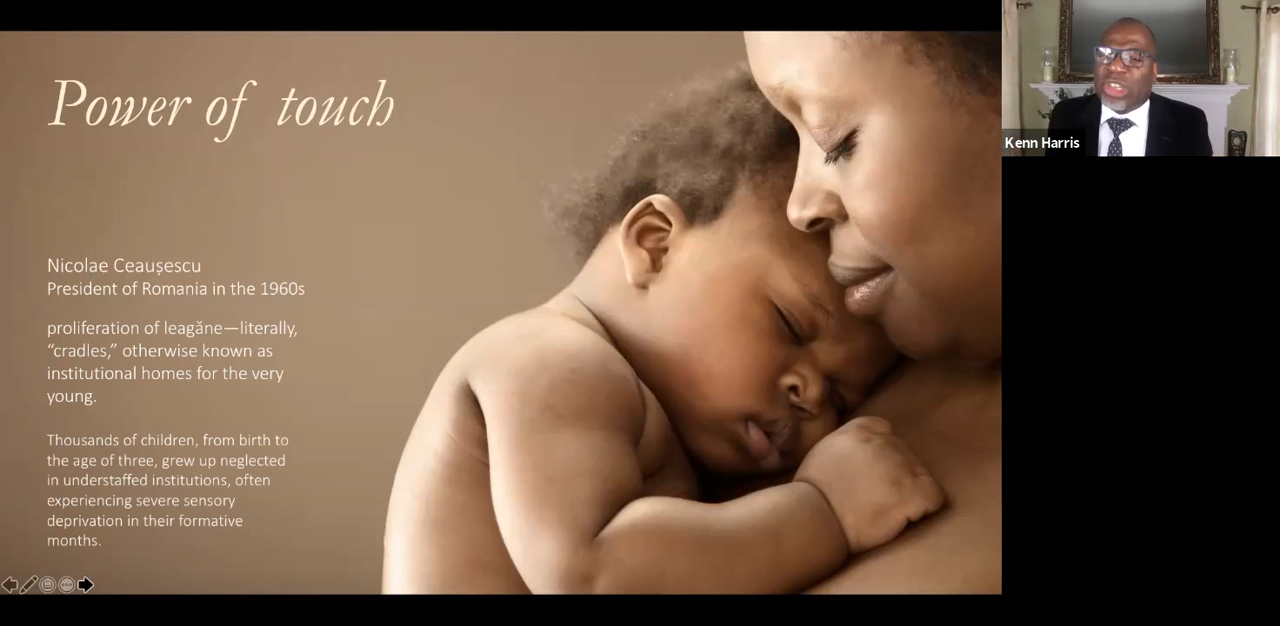 Power of touch
Nicolae Ceaușescu
President of Romania in the 1960s
proliferation of leagăne—literally,
“cradles,” otherwise known as
institutional homes for the very
young.
Thousands of children, from birth to
the age of three, grew up neglected
in understaffed institutions, often
experiencing severe sensory
deprivation in their formative
months.
Kenn Harris